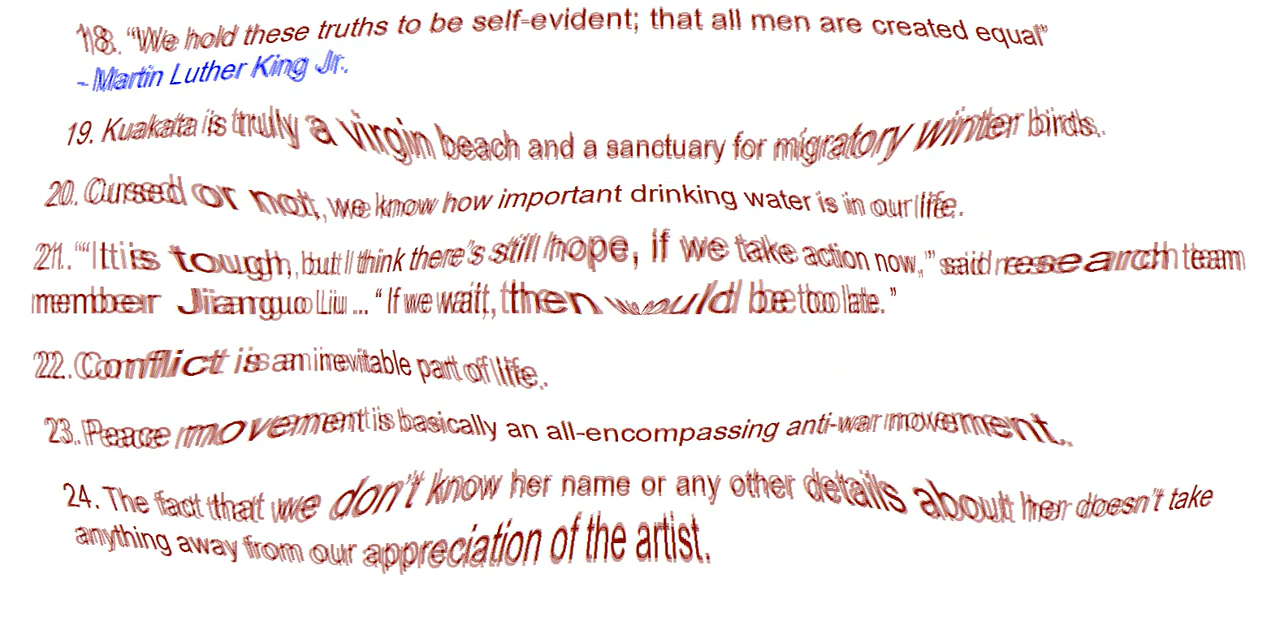 18. “We hold these truths to be self-evident; that all men are created equal”
- Martin Luther King Jr.
19. Kuakata is truly a virgin beach and a sanctuary for migratory winter birds.
20. Cursed or not, we know how important drinking water is in our life.
21. “It is tough, but I think there’s still hope, if we take action now,” said research team
member Jianguo Liu ... “ If we wait, then would be too late. ”
22. Conflict is an inevitable part of life.
23. Peace movement is basically an all-encompassing anti-war movement.
24. The fact that we don’t know her name or any other details about her doesn’t take
anything away from our appreciation of the artist.